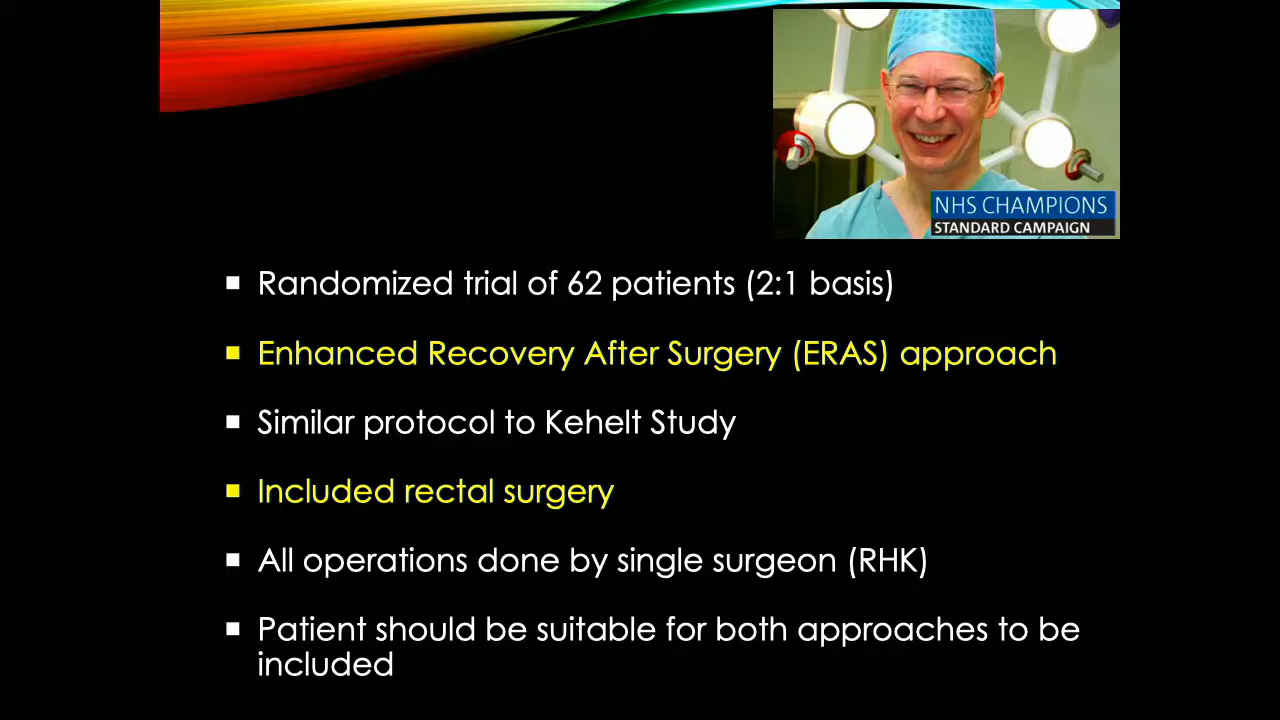 NHS CHAMPIONS
STANDARD CAMPAIGN
Randomized trial of 62 patients (2:1 basis)
Enhanced Recovery After Surgery (ERAS) approach
Similar protocol to Kehelt Study
Included rectal surgery
All operations done by single surgeon (RHK)
Patient should be suitable for both approaches to be
included